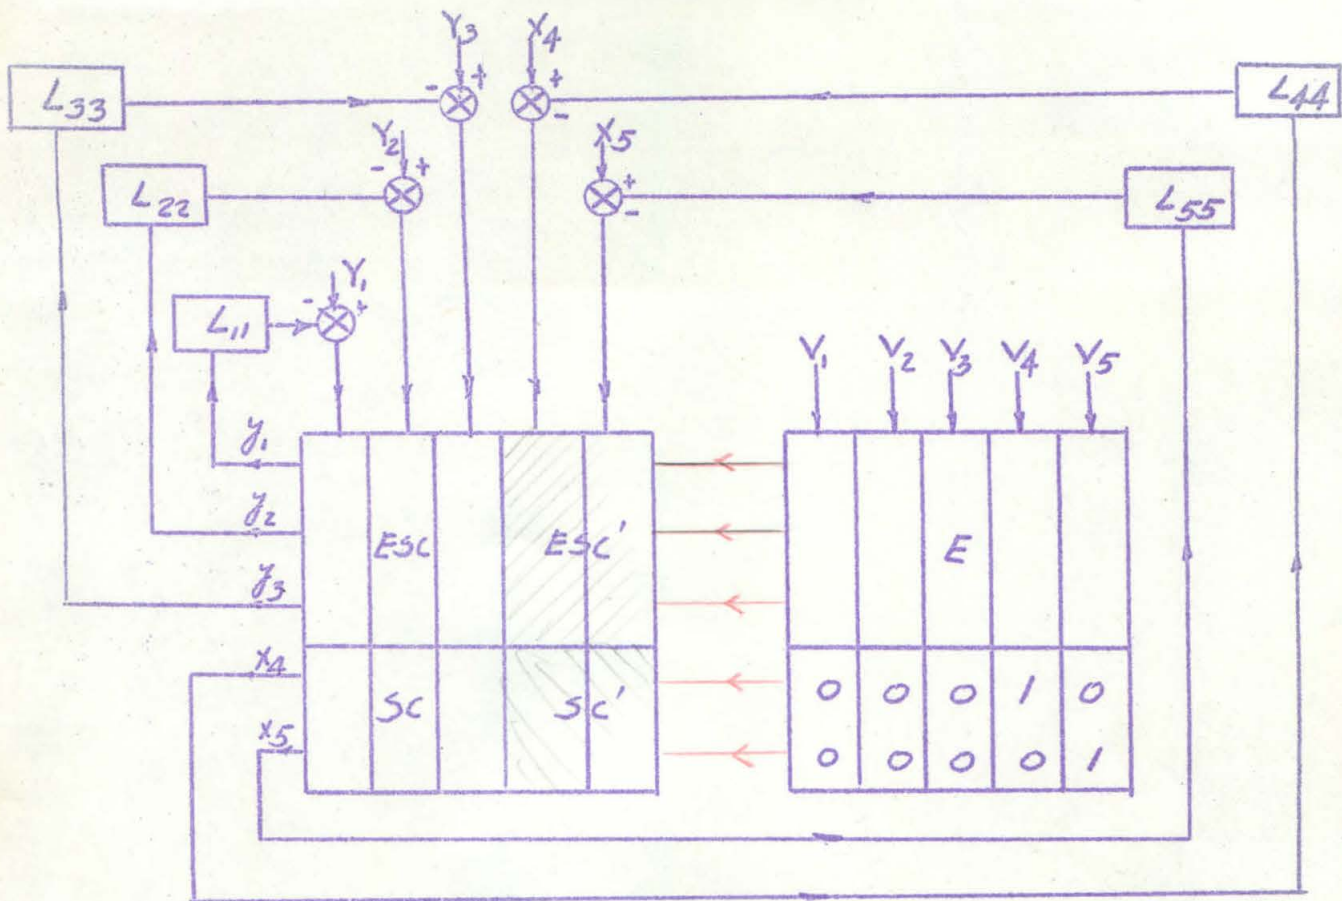 Y3 X4
L33 - + + - L44
Y2 X5
L22 - + + - L55
Y1
L11 - +
V1 V2 V3 V4 V5
y1
y2
ESC ESC' E
y3
x4 0 0 0 1 0
SC SC'
x5 0 0 0 0 1